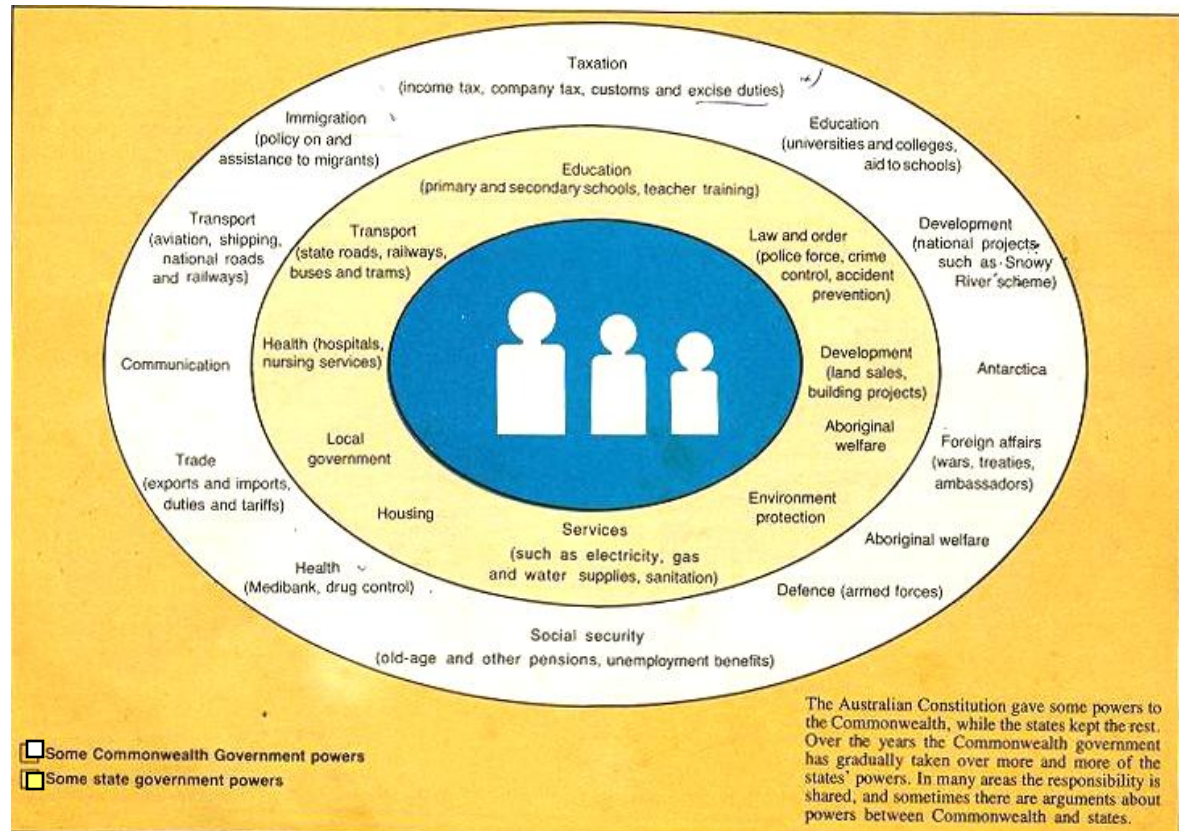 Taxation
(income tax, company tax, customs and excise duties)
Immigration
(policy on and
assistance to migrants)
Education
(universities and colleges,
aid to schools)
Education
(primary and secondary schools, teacher training)
Transport
(aviation, shipping,
national roads
and railways)
Transport
(state roads, railways,
buses and trams)
Law and order
(police force, crime
control, accident
prevention)
Development
(national projects
such as Snowy
River scheme)
Communication
Health (hospitals,
nursing services)
Development
(land sales,
building projects)
Antarctica
Trade
(exports and imports,
duties and tariffs)
Local
government
Aboriginal
welfare
Foreign affairs
(wars, treaties,
ambassadors)
Housing
Services
(such as electricity, gas
and water supplies, sanitation)
Environment
protection
Aboriginal welfare
Health
(Medibank, drug control)
Defence (armed forces)
Social security
(old-age and other pensions, unemployment benefits)
Some Commonwealth Government powers
Some state government powers
The Australian Constitution gave some powers to
the Commonwealth, while the states kept the rest.
Over the years the Commonwealth government
has gradually taken over more and more of the
states' powers. In many areas the responsibility is
shared, and sometimes there are arguments about
powers between Commonwealth and states.